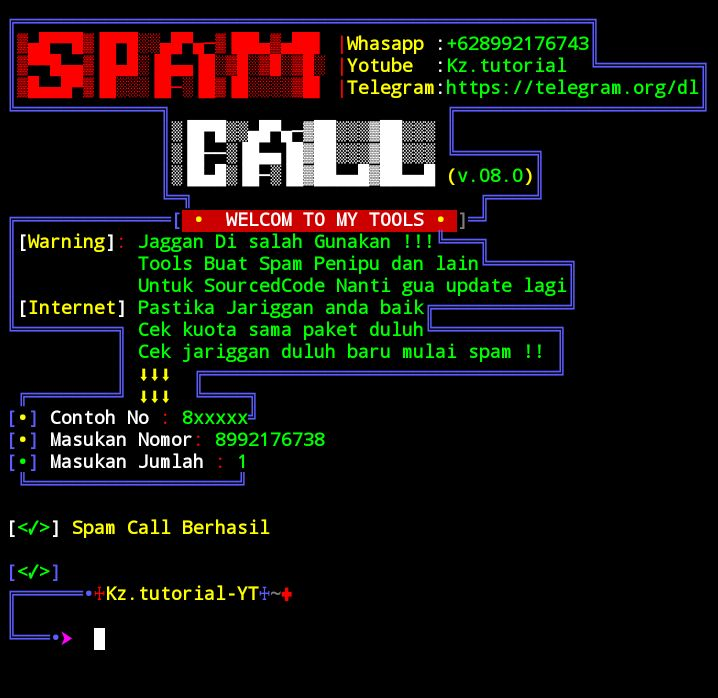 SPAM
|Whasapp :+628992176743
|Yotube  :Kz.tutorial
|Telegram:https://telegram.org/dl
CALL
(v.08.0)
[ •  WELCOM TO MY TOOLS • ]
[Warning]: Jaggan Di salah Gunakan !!!
Tools Buat Spam Penipu dan lain
Untuk SourcedCode Nanti gua update lagi
[Internet] Pastika Jariggan anda baik
Cek kuota sama paket duluh
Cek jariggan duluh baru mulai spam !!
⬇⬇⬇
⬇⬇⬇
[•] Contoh No : 8xxxxx
[•] Masukan Nomor: 8992176738
[•] Masukan Jumlah : 1
[<✓>] Spam Call Berhasil
[<✓>]
•☩Kz.tutorial-YT☩~✚
•➤